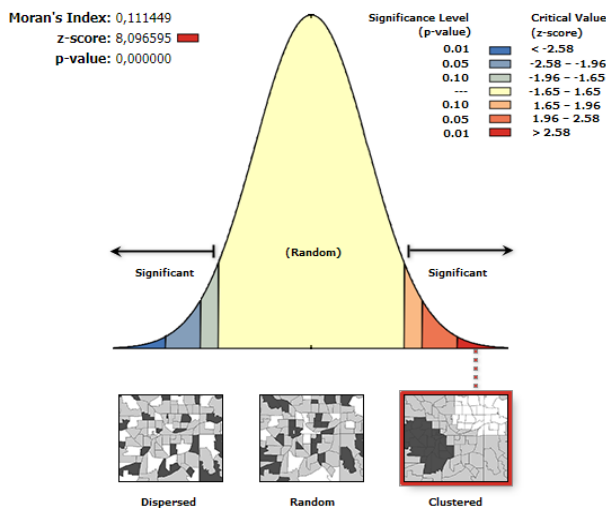 Moran's Index: 0,111449
z-score: 8,096595
p-value: 0,000000
Significance Level
(p-value)
Critical Value
(z-score)
0.01 < -2.58
0.05 -2.58 – -1.96
0.10 -1.96 – -1.65
--- -1.65 – 1.65
0.10 1.65 – 1.96
0.05 1.96 – 2.58
0.01 > 2.58
(Random)
Significant
Significant
Dispersed
Random
Clustered